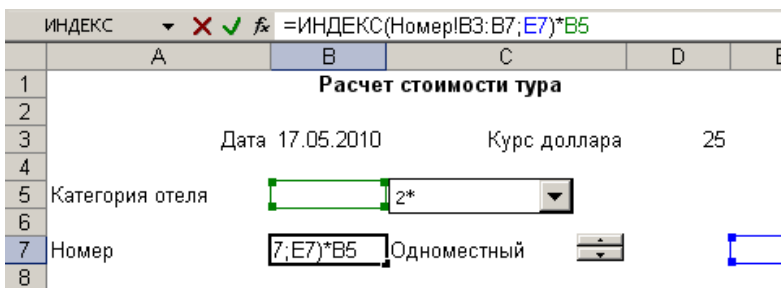 ИНДЕКС =ИНДЕКС(Номер!B3:B7;E7)*B5
A B C D E
1 Расчет стоимости тура
2
3 Дата 17.05.2010 Курс доллара 25
4
5 Категория отеля 2*
6
7 Номер 7;E7)*B5 Одноместный
8